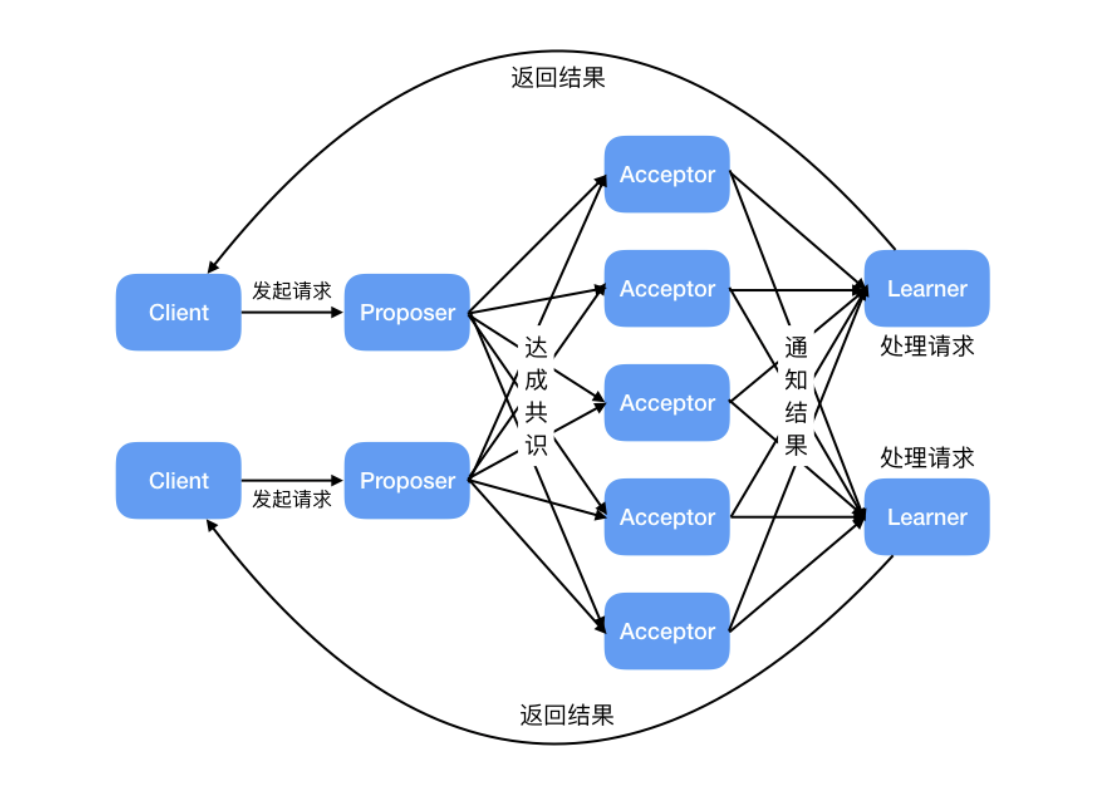 返回结果
Acceptor
Acceptor
Learner
Client
发起请求
Proposer
处理请求
达成共识
通知结果
Acceptor
处理请求
Client
发起请求
Proposer
Acceptor
Learner
Acceptor
返回结果